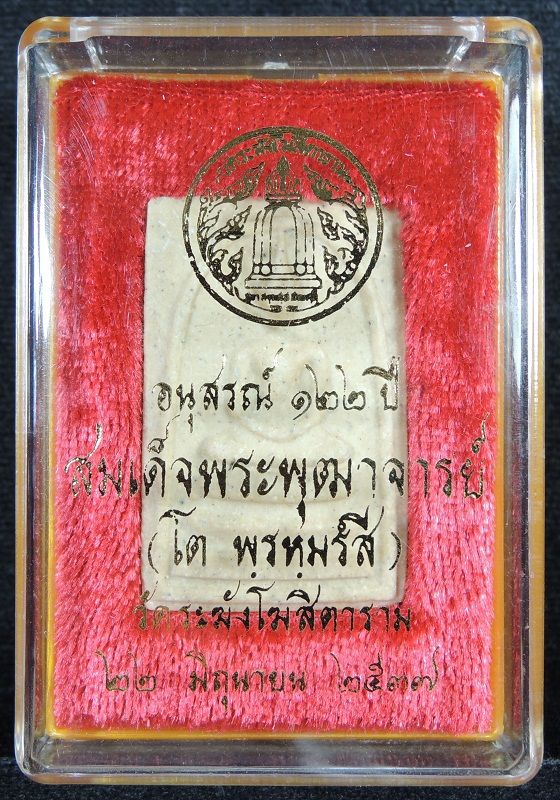 อนุสรณ์ ๑๒๒ ปี
สมเด็จพระพุฒาจารย์
(โต พฺรหฺมรํสี)
วัดระฆังโฆสิตาราม
๒๒ มิถุนายน ๒๕๓๗